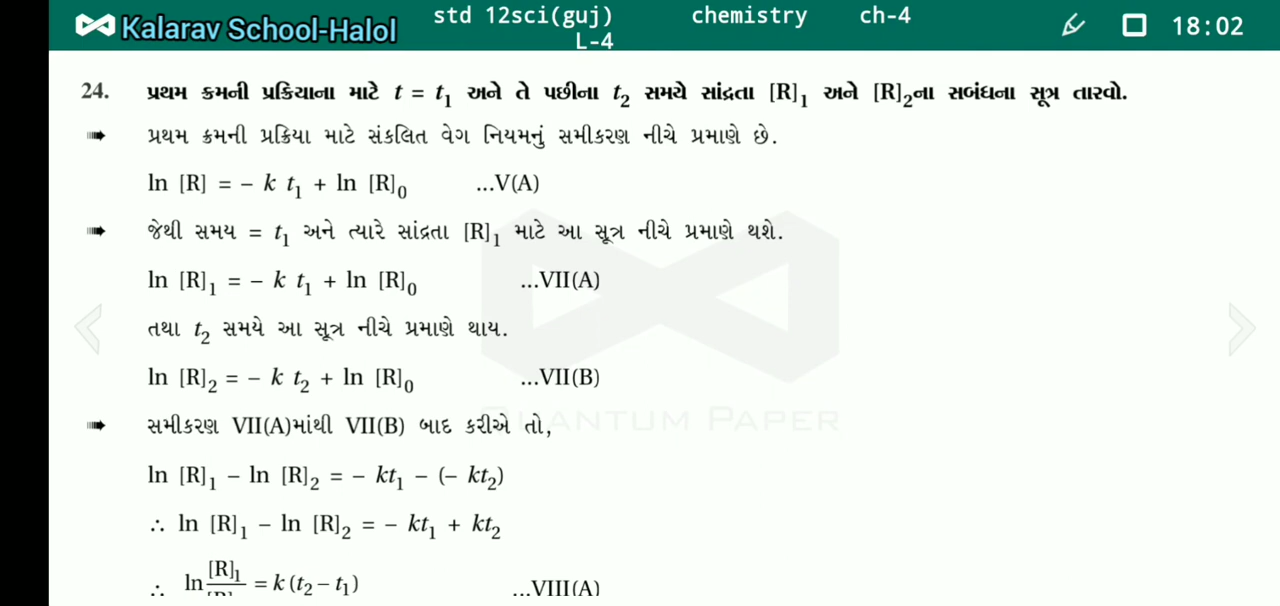 Kalarav School-Halol std 12sci(guj) chemistry ch-4 18:02
L-4
24. પ્રથમ ક્રમની પ્રક્રિયાના માટે t = t₁ અને તે પછીના t₂ સમયે સાંદ્રતા [R]₁ અને [R]₂ના સબંધના સૂત્ર તારવો.
➠ પ્રથમ ક્રમની પ્રક્રિયા માટે સંકલિત વેગ નિયમનું સમીકરણ નીચે પ્રમાણે છે.
ln [R] = – k t₁ + ln [R]₀ ...V(A)
➠ જેથી સમય = t₁ અને ત્યારે સાંદ્રતા [R]₁ માટે આ સૂત્ર નીચે પ્રમાણે થશે.
ln [R]₁ = – k t₁ + ln [R]₀ ...VII(A)
તથા t₂ સમયે આ સૂત્ર નીચે પ્રમાણે થાય.
ln [R]₂ = – k t₂ + ln [R]₀ ...VII(B)
➠ સમીકરણ VII(A)માંથી VII(B) બાદ કરીએ તો,
QUANTUM PAPER
ln [R]₁ – ln [R]₂ = – kt₁ – (– kt₂)
∴ ln [R]₁ – ln [R]₂ = – kt₁ + kt₂
∴ ln [R]₁ = k (t₂ – t₁) ...VIII(A)